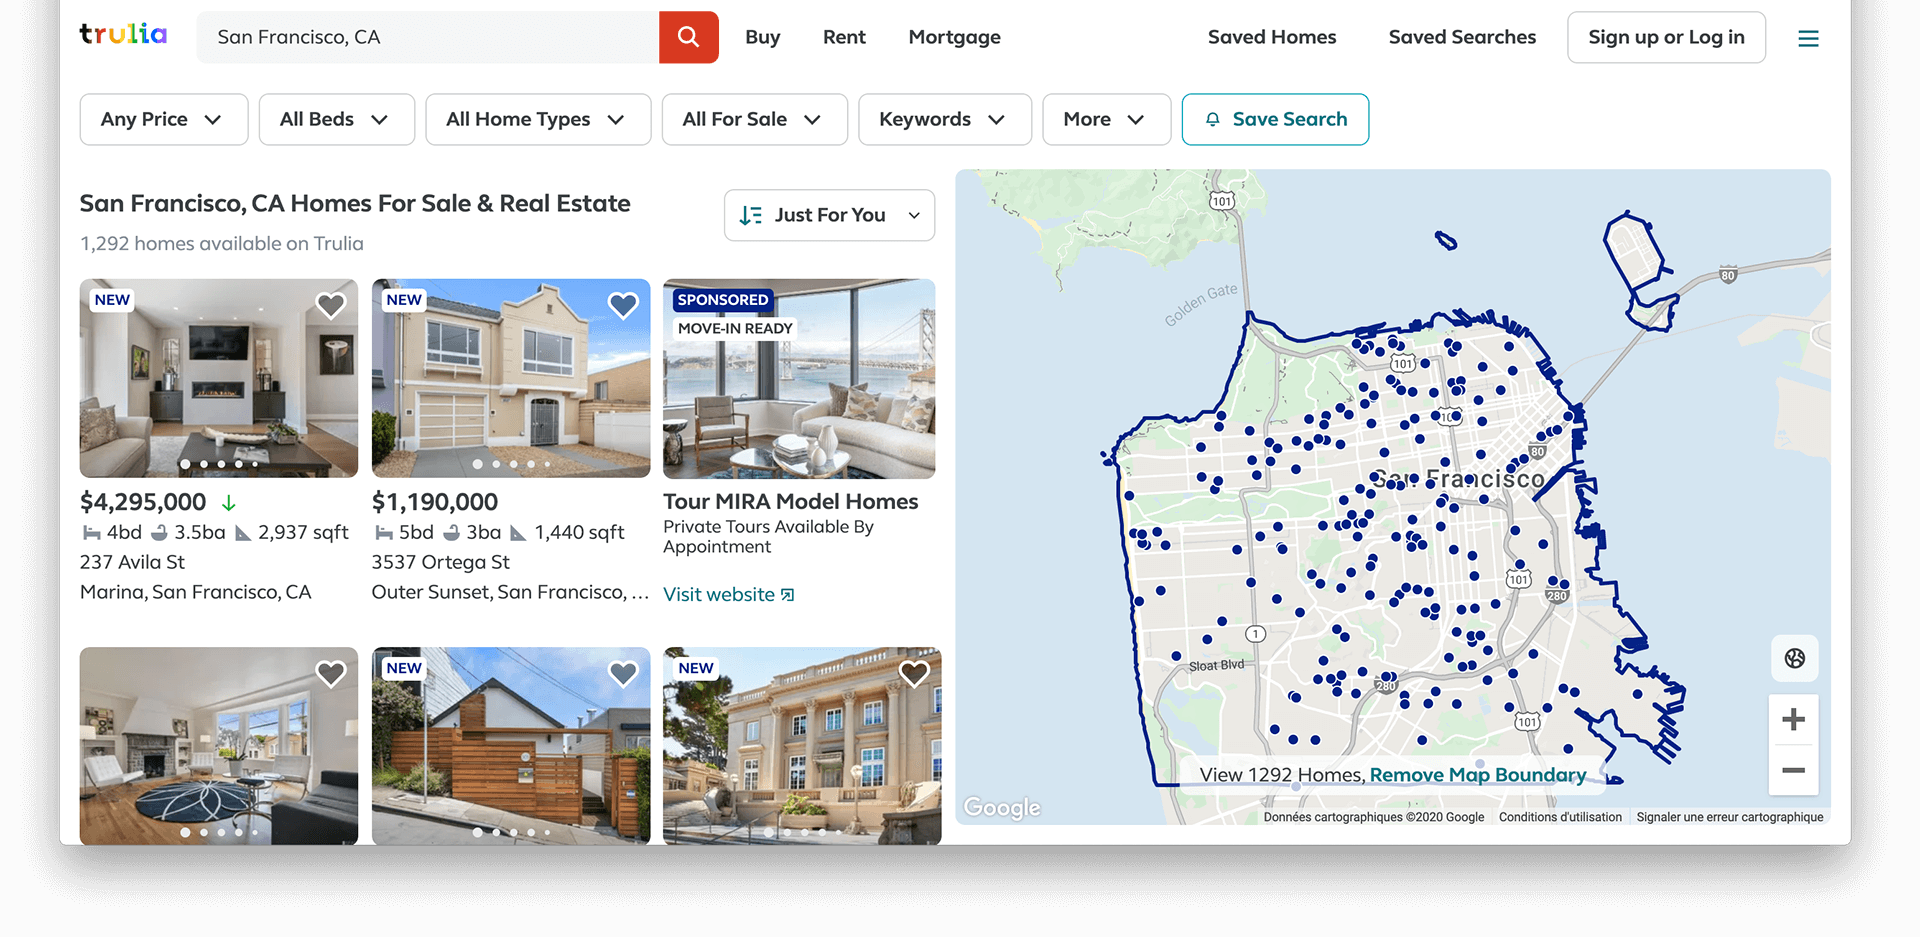 trulia
San Francisco, CA
Buy
Rent
Mortgage
Saved Homes
Saved Searches
Sign up or Log in
Any Price
All Beds
All Home Types
All For Sale
Keywords
More
Save Search
San Francisco, CA Homes For Sale & Real Estate
1,292 homes available on Trulia
Just For You
NEW
$4,295,000
4bd 3.5ba 2,937 sqft
237 Avila St
Marina, San Francisco, CA
NEW
$1,190,000
5bd 3ba 1,440 sqft
3537 Ortega St
Outer Sunset, San Francisco, ...
SPONSORED
MOVE-IN READY
Tour MIRA Model Homes
Private Tours Available By
Appointment
Visit website
NEW
NEW
101
80
Golden Gate
101
101
80
San Francisco
101
280
1
Sloat Blvd
280
101
View 1292 Homes, Remove Map Boundary
Google
Données cartographiques ©2020 Google
Conditions d'utilisation
Signaler une erreur cartographique